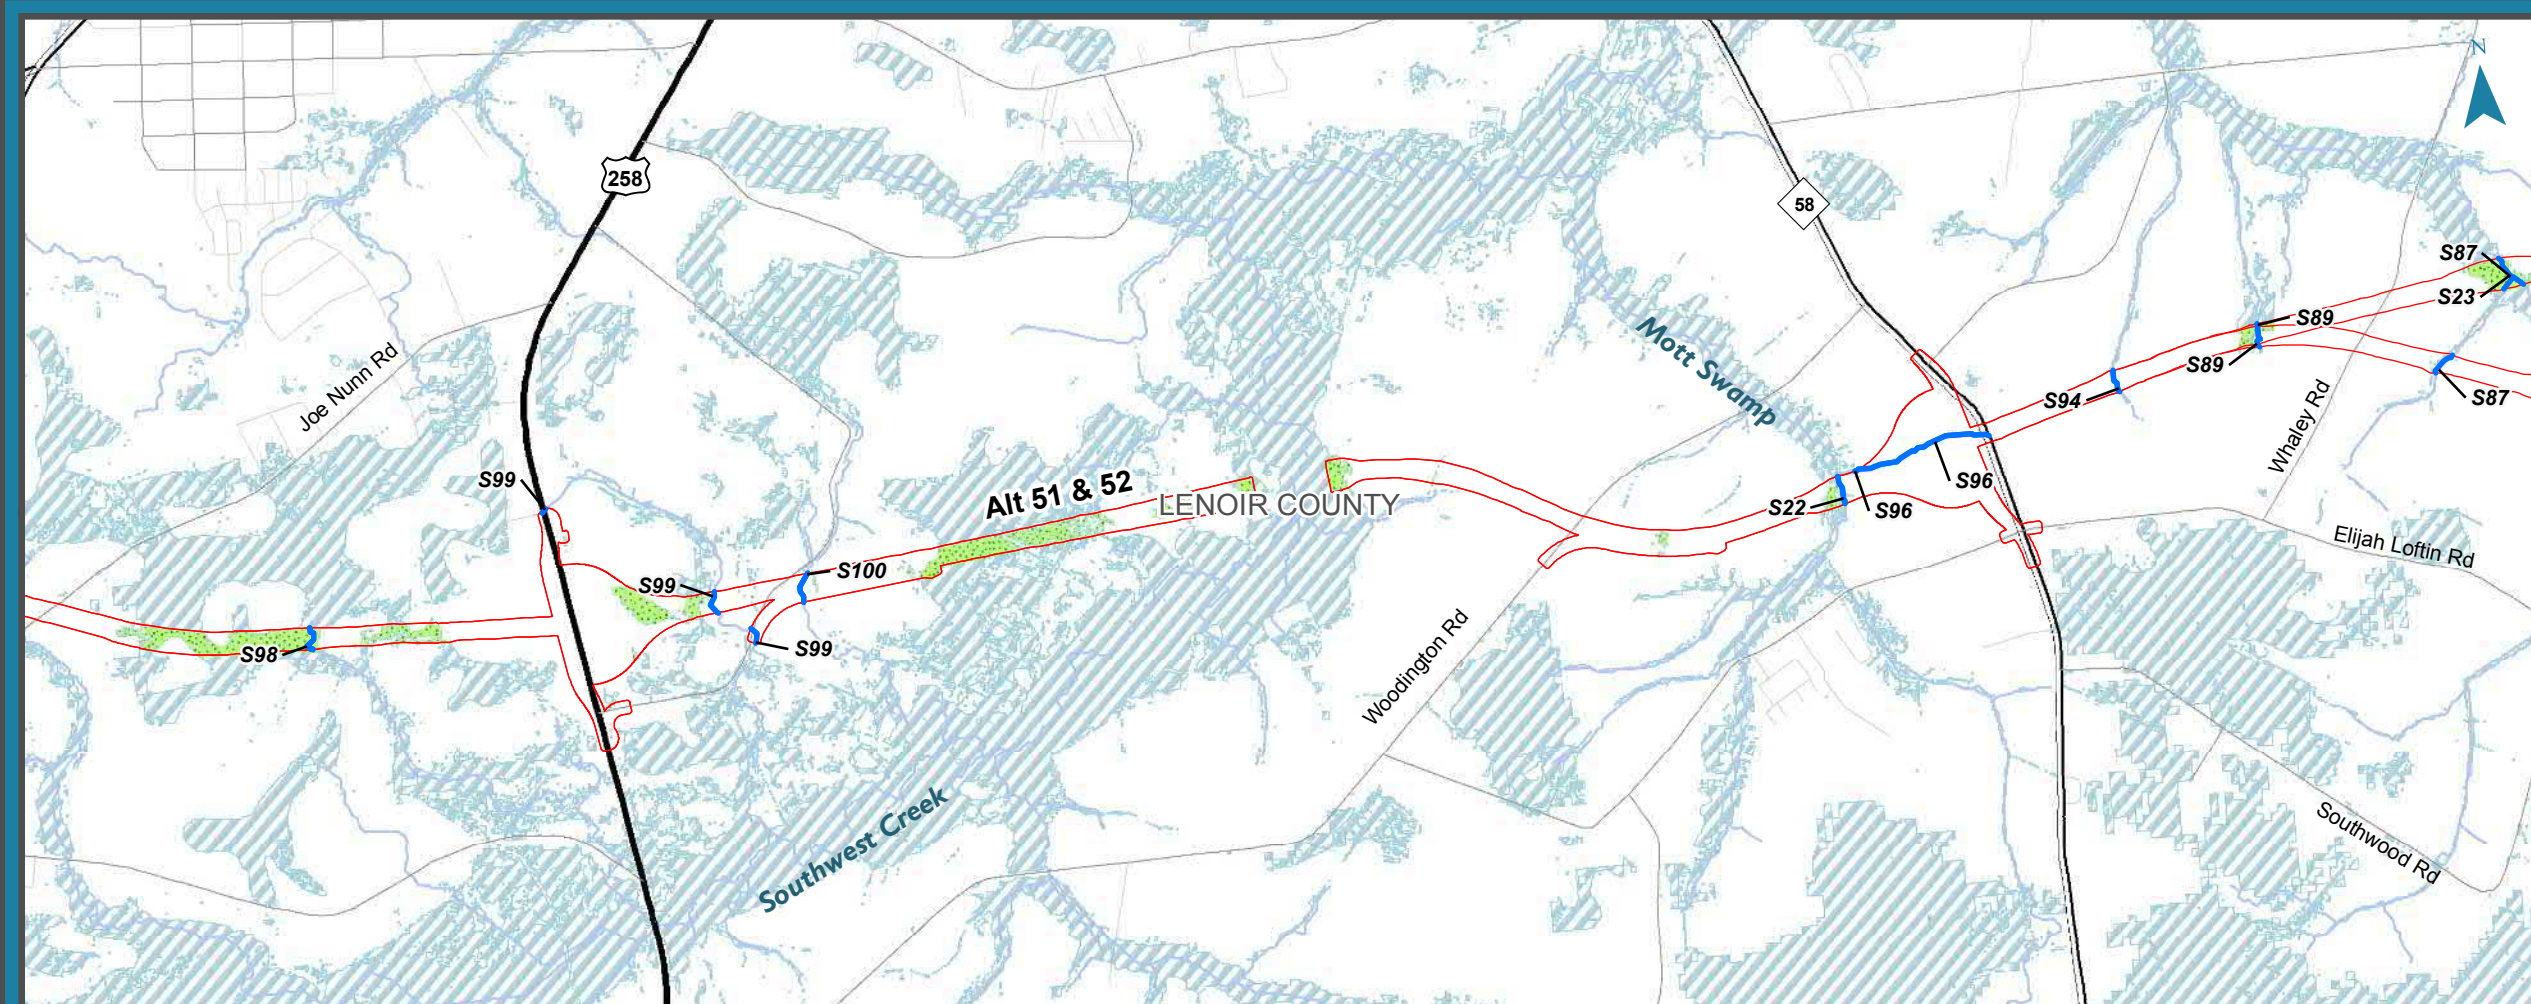 N
258
58
S87
S23
S89
S89
Mott Swamp
Joe Nunn Rd
S94
S87
Whaley Rd
S99
Alt 51 & 52
LENOIR COUNTY
S96
S22
S96
Elijah Loftin Rd
S100
S99
S99
S98
Woodington Rd
Southwest Creek
Southwood Rd